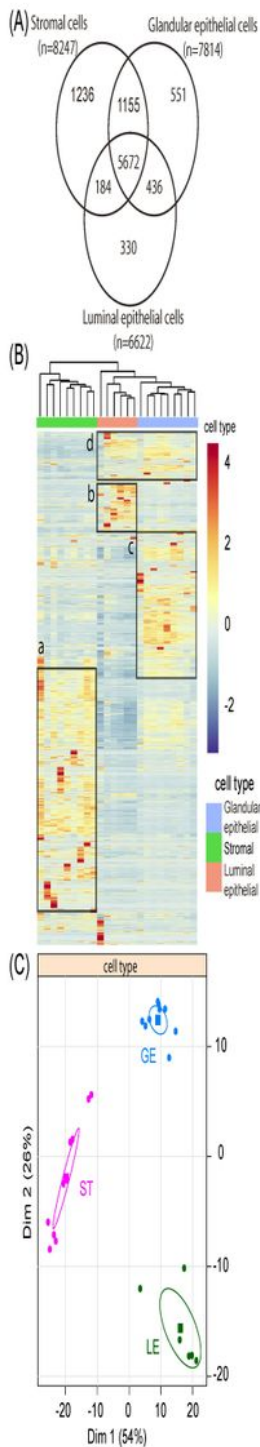 (A)
Stromal cells
(n=8247)
Glandular epithelial cells
(n=7814)
1236
1155
551
5672
184
436
330
Luminal epithelial cells
(n=6622)
(B)
cell type
d
b
c
a
4
2
0
-2
cell type
Glandular
epithelial
Stromal
Luminal
epithelial
(C)
cell type
GE
ST
LE
10
0
-10
-20
Dim 2 (26%)
-20
-10
0
10
20
Dim 1 (54%)